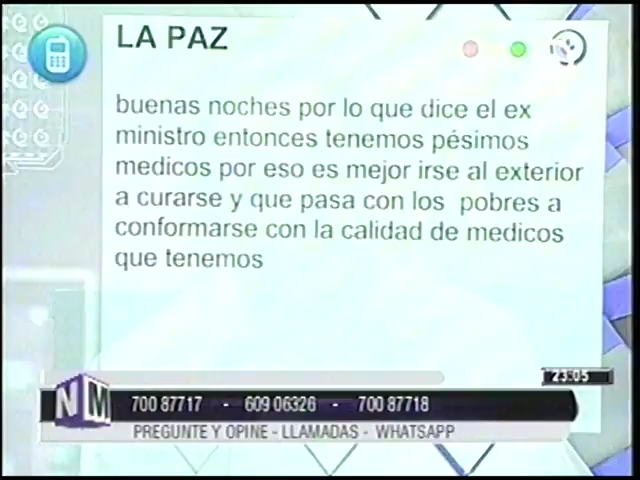 LA PAZ
buenas noches por lo que dice el ex
ministro entonces tenemos pésimos
medicos por eso es mejor irse al exterior
a curarse y que pasa con los pobres a
conformarse con la calidad de medicos
que tenemos
23:05
NM
700 87717 - 609 06326 - 700 87718
PREGUNTE Y OPINE - LLAMADAS - WHATSAPP